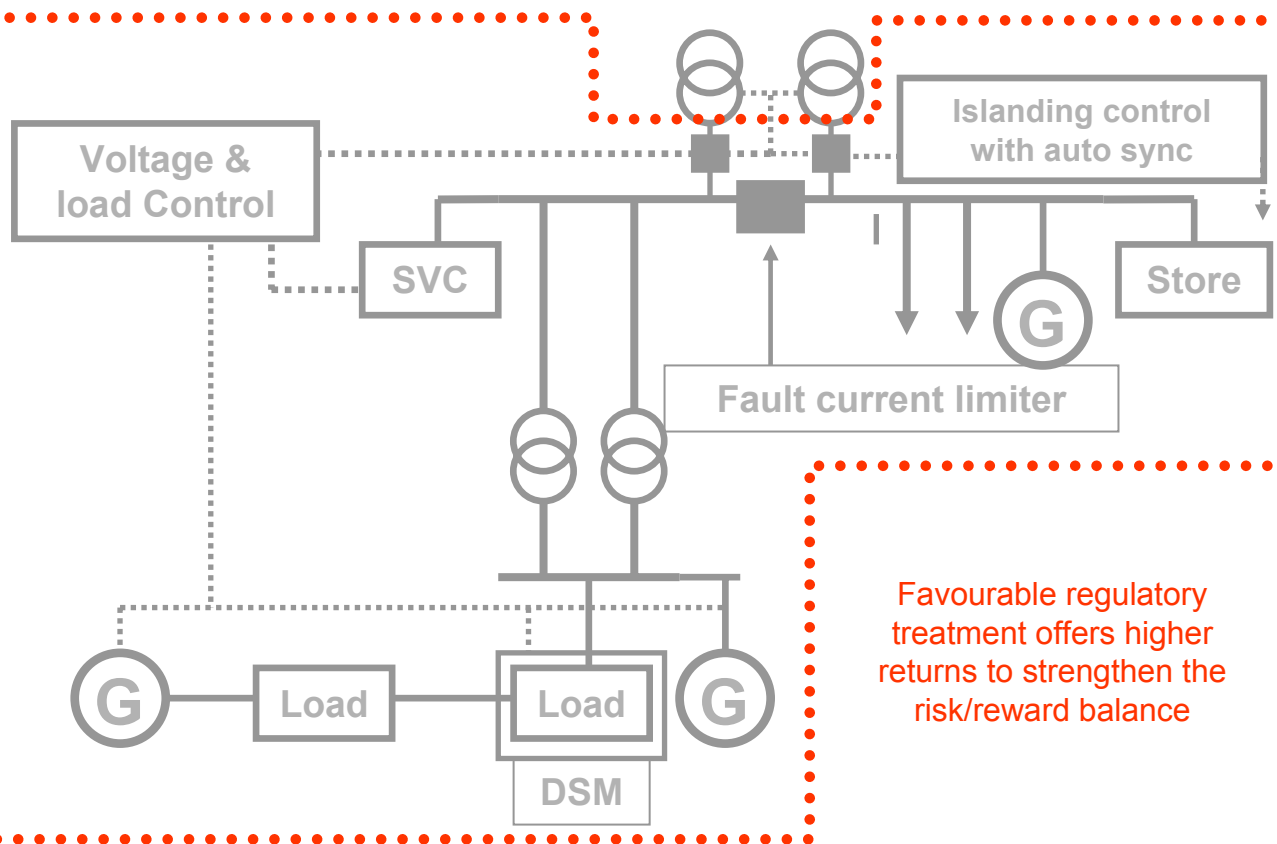 Voltage &
load Control
Islanding control
with auto sync
SVC
G
Store
Fault current limiter
G
Load
Load
G
DSM
Favourable regulatory
treatment offers higher
returns to strengthen the
risk/reward balance